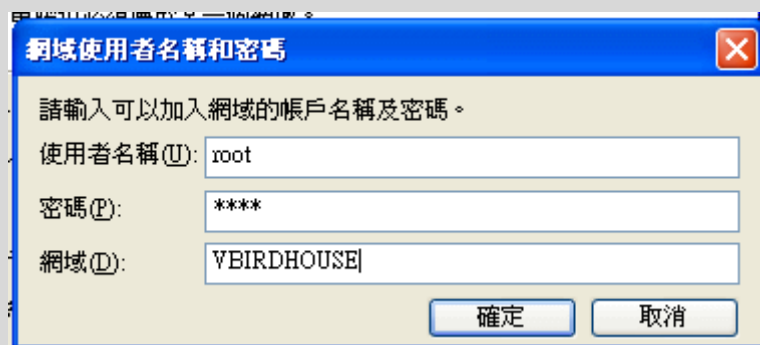 網域使用者名稱和密碼
請輸入可以加入網域的帳戶名稱及密碼。
使用者名稱(U): root
密碼(P): ****
網域(D): VBIRDHOUSE
確定 取消